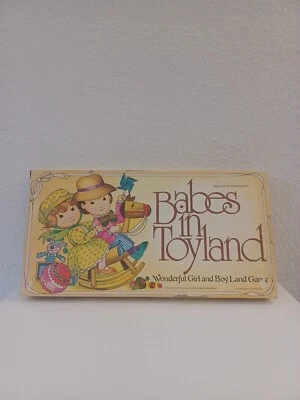 Babes
in
Toyland
Wonderful Girl and Boy Land Game